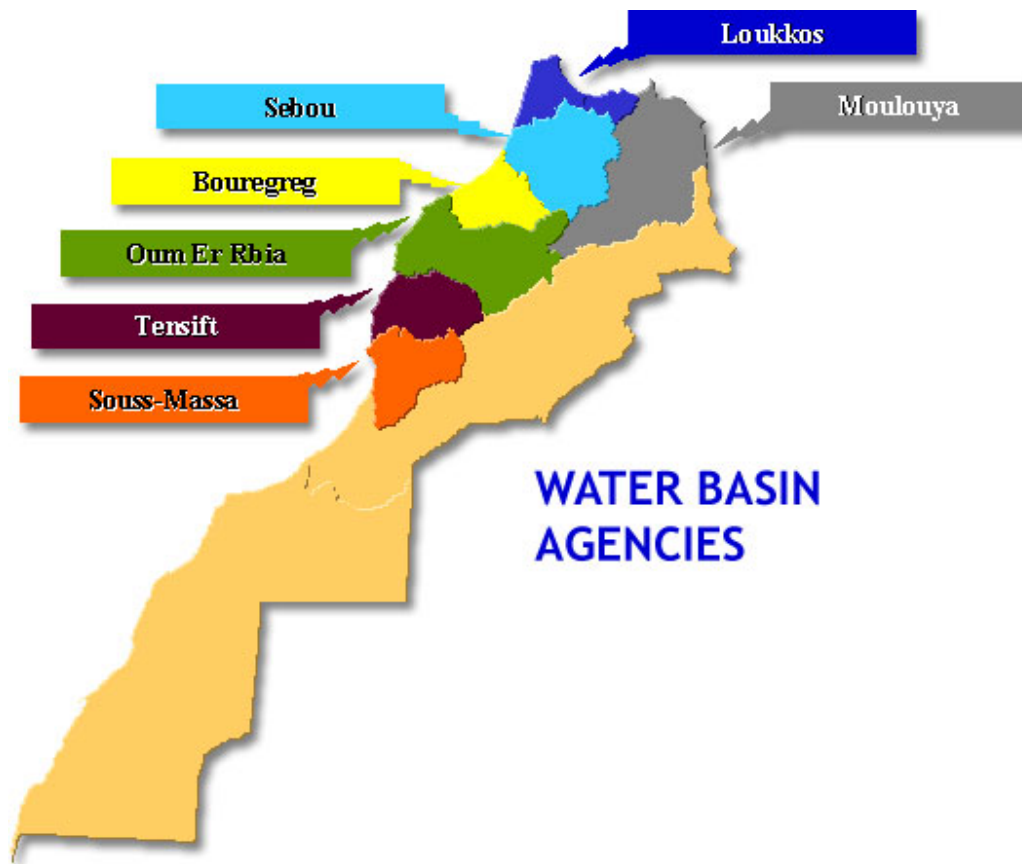 Loukkos
Sebou
Moulouya
Bouregreg
Oum Er Rbia
Tensift
Souss-Massa
WATER BASIN
AGENCIES